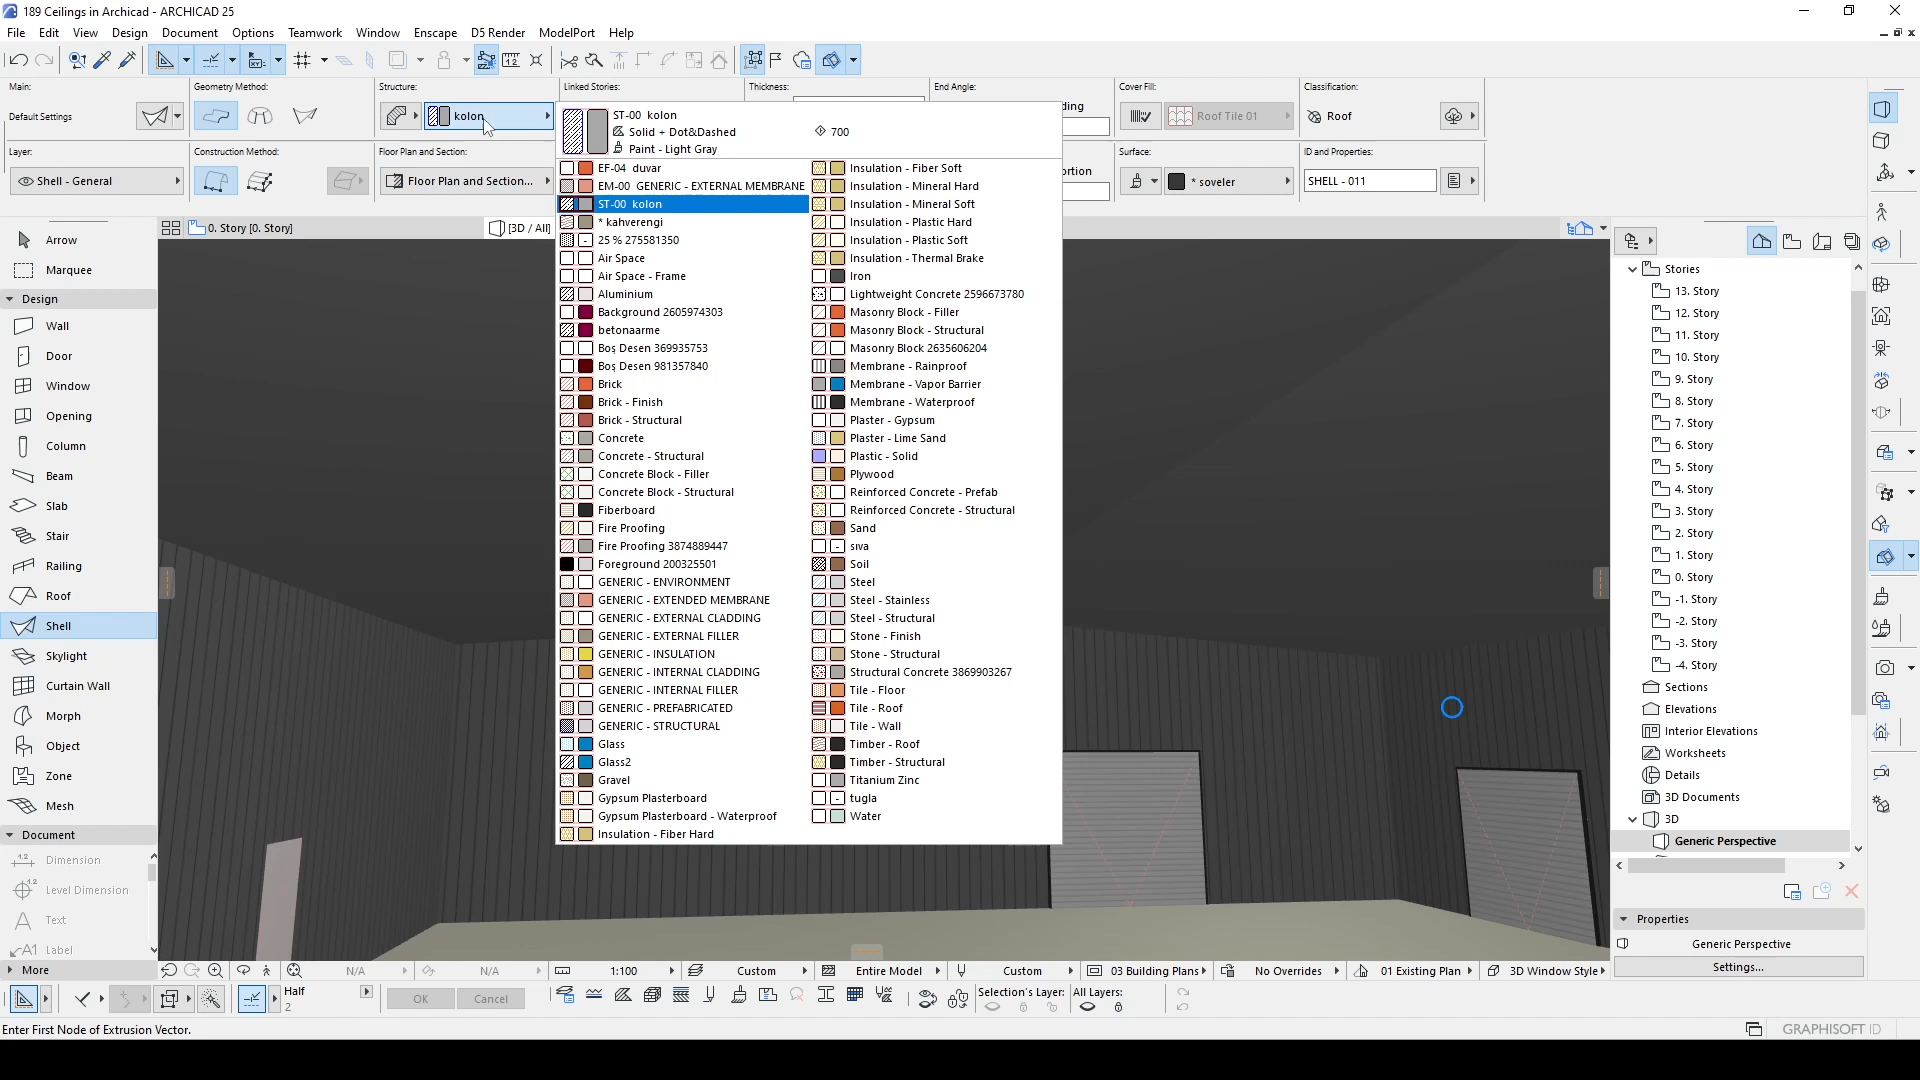 189 Ceilings in Archicad - ARCHICAD 25
File Edit View Design Document Options Teamwork Window Enscape D5 Render ModelPort Help
Main:
Default Settings
Geometry Method:
Structure:
kolon
Linked Stories:
Thickness:
End Angle:
Cover Fill:
Roof Tile 01
Classification:
Roof
Layer:
Shell - General
Construction Method:
Floor Plan and Section:
Floor Plan and Section...
Surface:
* soveler
ID and Properties:
SHELL - 011
0. Story [0. Story]
[3D / All]
ST-00 kolon
Solid + Dot&Dashed
700
Paint - Light Gray
EF-04 duvar
EM-00 GENERIC - EXTERNAL MEMBRANE
ST-00 kolon
* kahverengi
25 % 275581350
Air Space
Air Space - Frame
Aluminium
Background 2605974303
betonaarme
Boş Desen 369935753
Boş Desen 981357840
Brick
Brick - Finish
Brick - Structural
Concrete
Concrete - Structural
Concrete Block - Filler
Concrete Block - Structural
Fiberboard
Fire Proofing
Fire Proofing 3874889447
Foreground 200325501
GENERIC - ENVIRONMENT
GENERIC - EXTENDED MEMBRANE
GENERIC - EXTERNAL CLADDING
GENERIC - EXTERNAL FILLER
GENERIC - INSULATION
GENERIC - INTERNAL CLADDING
GENERIC - INTERNAL FILLER
GENERIC - PREFABRICATED
GENERIC - STRUCTURAL
Glass
Glass2
Gravel
Gypsum Plasterboard
Gypsum Plasterboard - Waterproof
Insulation - Fiber Hard
Insulation - Fiber Soft
Insulation - Mineral Hard
Insulation - Mineral Soft
Insulation - Plastic Hard
Insulation - Plastic Soft
Insulation - Thermal Brake
Iron
Lightweight Concrete 2596673780
Masonry Block - Filler
Masonry Block - Structural
Masonry Block 2635606204
Membrane - Rainproof
Membrane - Vapor Barrier
Membrane - Waterproof
Plaster - Gypsum
Plaster - Lime Sand
Plastic - Solid
Plywood
Reinforced Concrete - Prefab
Reinforced Concrete - Structural
Sand
sıva
Soil
Steel
Steel - Stainless
Steel - Structural
Stone - Finish
Stone - Structural
Structural Concrete 3869903267
Tile - Floor
Tile - Roof
Tile - Wall
Timber - Roof
Timber - Structural
Titanium Zinc
tugla
Water
Arrow
Marquee
Design
Wall
Door
Window
Opening
Column
Beam
Slab
Stair
Railing
Roof
Shell
Skylight
Curtain Wall
Morph
Object
Zone
Mesh
Document
Dimension
Level Dimension
Text
Label
More
Stories
13. Story
12. Story
11. Story
10. Story
9. Story
8. Story
7. Story
6. Story
5. Story
4. Story
3. Story
2. Story
1. Story
0. Story
-1. Story
-2. Story
-3. Story
-4. Story
Sections
Elevations
Interior Elevations
Worksheets
Details
3D Documents
3D
Generic Perspective
Properties
Generic Perspective
Settings...
N/A N/A 1:100 Custom Entire Model Custom 03 Building Plans No Overrides 01 Existing Plan 3D Window Style
Half
2
OK Cancel
Selection's Layer: All Layers:
Enter First Node of Extrusion Vector.
GRAPHISOFT ID